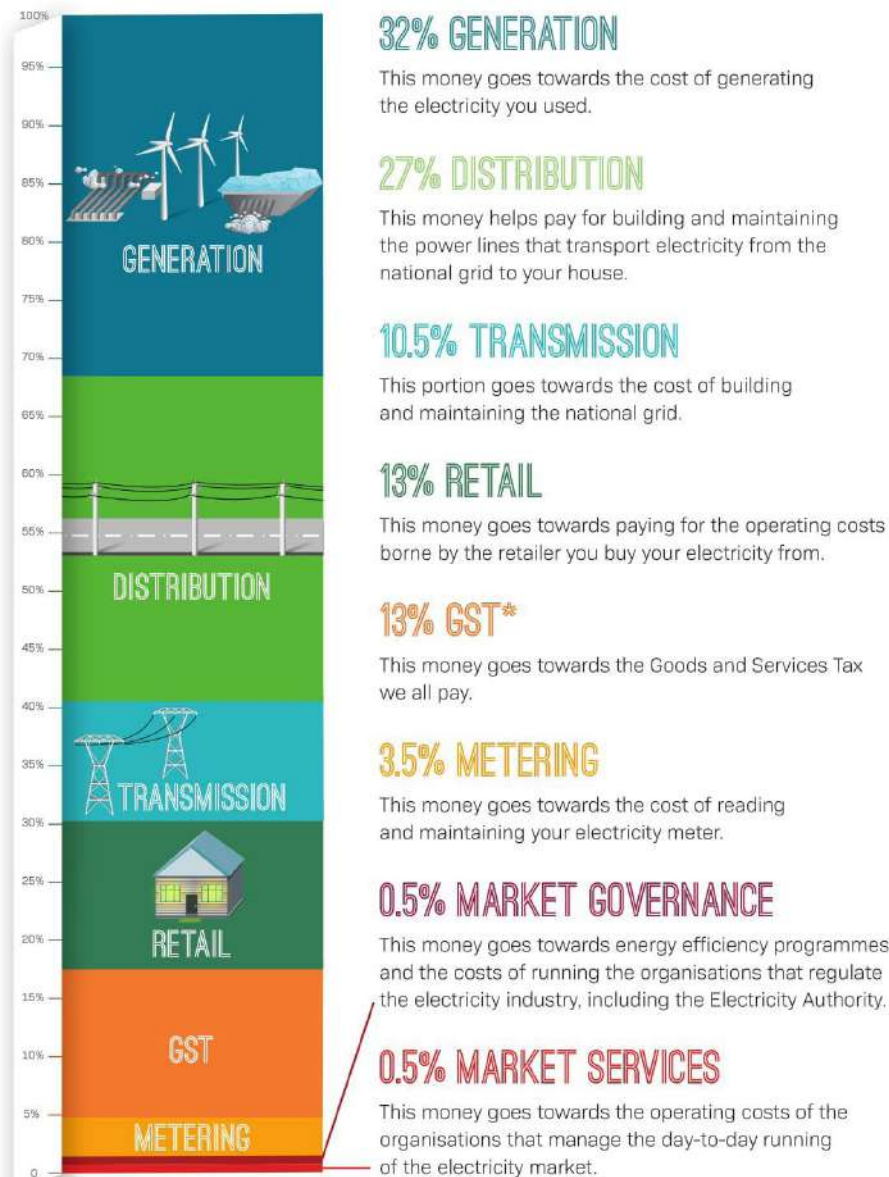 100%
95%
90%
85%
80%
75%
70%
65%
60%
55%
50%
45%
40%
35%
30%
25%
20%
15%
10%
5%
0
GENERATION
DISTRIBUTION
TRANSMISSION
RETAIL
GST
METERING
32% GENERATION
This money goes towards the cost of generating
the electricity you used.
27% DISTRIBUTION
This money helps pay for building and maintaining
the power lines that transport electricity from the
national grid to your house.
10.5% TRANSMISSION
This portion goes towards the cost of building
and maintaining the national grid.
13% RETAIL
This money goes towards paying for the operating costs
borne by the retailer you buy your electricity from.
13% GST*
This money goes towards the Goods and Services Tax
we all pay.
3.5% METERING
This money goes towards the cost of reading
and maintaining your electricity meter.
0.5% MARKET GOVERNANCE
This money goes towards energy efficiency programmes
and the costs of running the organisations that regulate
the electricity industry, including the Electricity Authority.
0.5% MARKET SERVICES
This money goes towards the operating costs of the
organisations that manage the day-to-day running
of the electricity market.